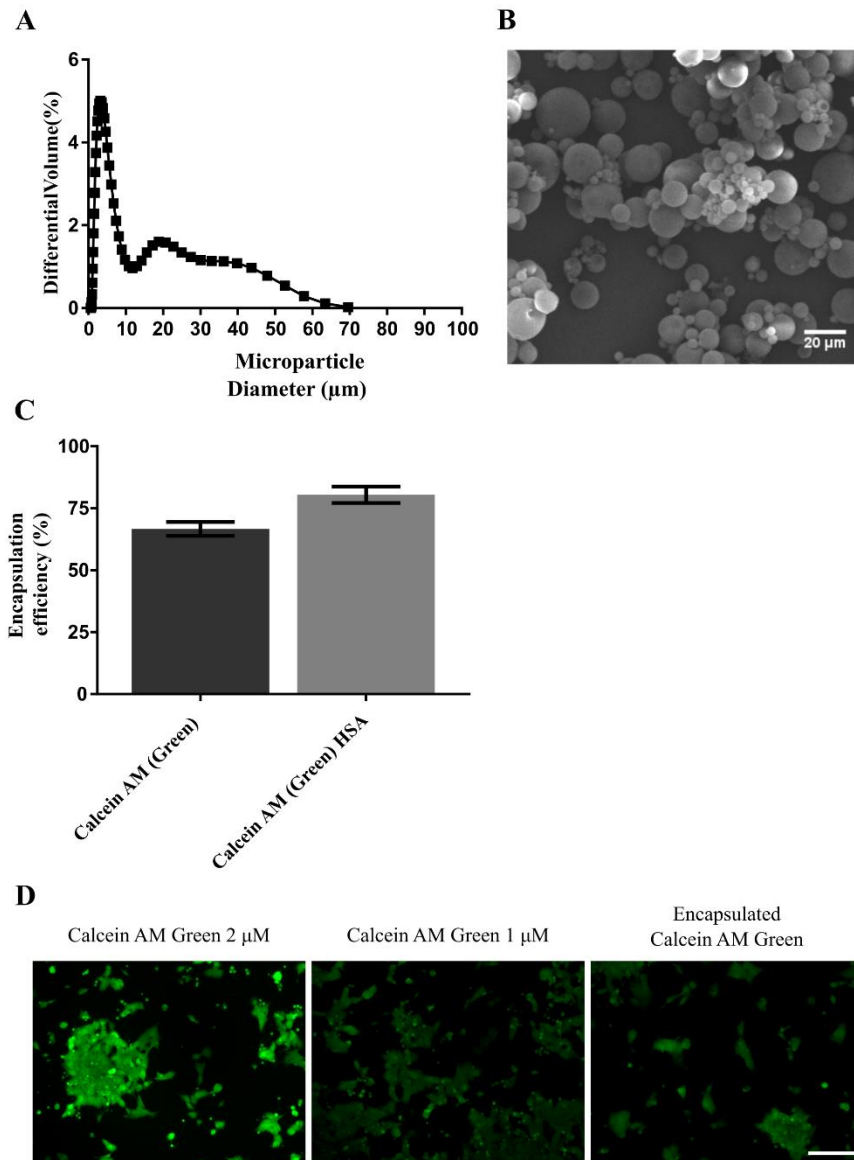 A
B
6
4
2
0
DifferentialVolume(%)
0 10 20 30 40 50 60 70 80 90 100
Microparticle
Diameter (µm)
20 µm
C
100
75
50
25
0
Encapsulation
efficiency (%)
Calcein AM (Green)
Calcein AM (Green) HSA
D
Calcein AM Green 2 µM
Calcein AM Green 1 µM
Encapsulated
Calcein AM Green